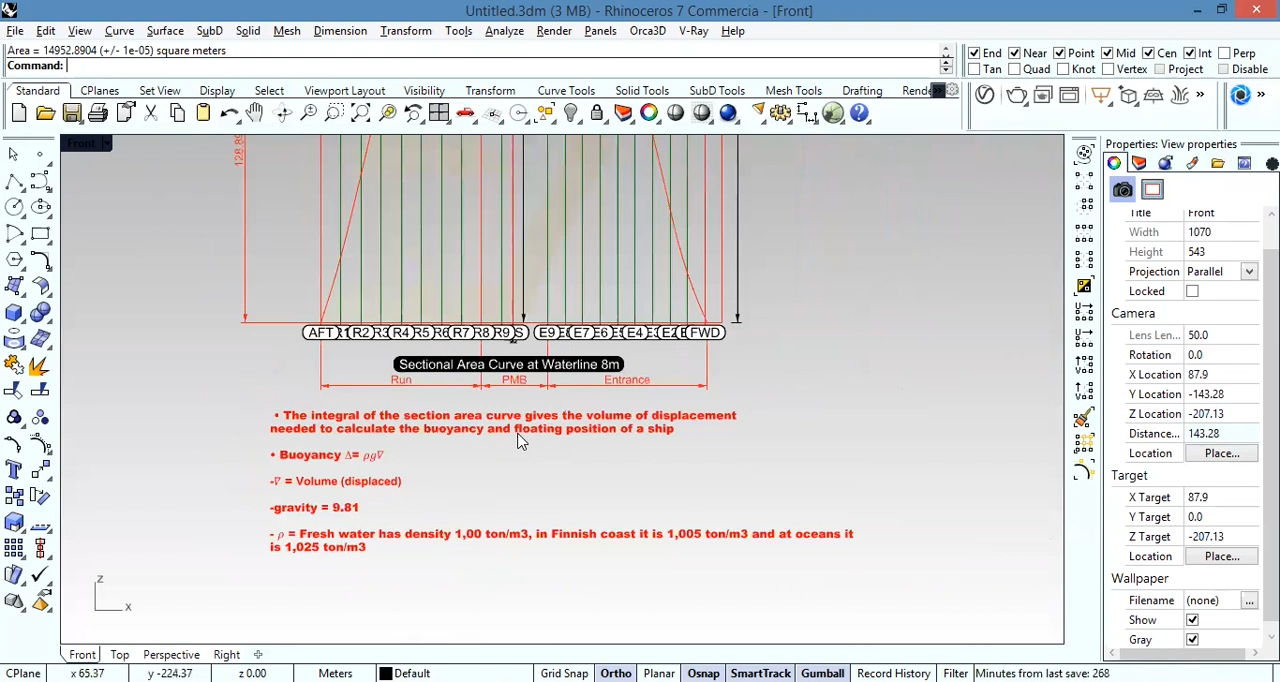 Untitled.3dm (3 MB) - Rhinoceros 7 Commercia - [Front]
File Edit View Curve Surface SubD Solid Mesh Dimension Transform Tools Analyze Render Panels Orca3D V-Ray Help
Area = 14952.8904 (+/- 1e-05) square meters
Command:
End Near Point Mid Cen Int Perp
Tan Quad Knot Vertex Project Disable
Standard CPlanes Set View Display Select Viewport Layout Visibility Transform Curve Tools Solid Tools SubD Tools Mesh Tools Drafting Rend
Front
Properties: View properties
Title Front
Width 1070
Height 543
Projection Parallel
Locked
Camera
Lens Len... 50.0
Rotation 0.0
X Location 87.9
Y Location -143.28
Z Location -207.13
Distance... 143.28
Location Place...
Target
X Target 87.9
Y Target 0.0
Z Target -207.13
Location Place...
Wallpaper
Filename (none) ...
Show
Gray
AFT R2 R4 R5 R7 R8 R9 S E9 E7 E6 E4 FWD
Sectional Area Curve at Waterline 8m
Run PMB Entrance
• The integral of the section area curve gives the volume of displacement
needed to calculate the buoyancy and floating position of a ship
• Buoyancy ∆= ρg∇
-∇ = Volume (displaced)
-gravity = 9.81
- ρ = Fresh water has density 1,00 ton/m3, in Finnish coast it is 1,005 ton/m3 and at oceans it
is 1,025 ton/m3
z
x
Front Top Perspective Right
CPlane x 65.37 y -224.37 z 0.00 Meters Default Grid Snap Ortho Planar Osnap SmartTrack Gumball Record History Filter Minutes from last save: 268